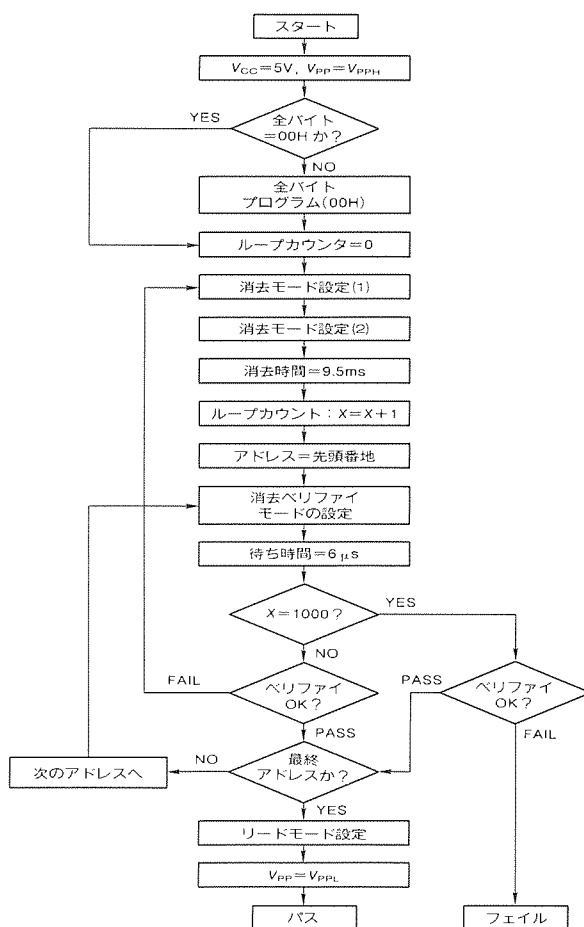 スタート
VCC=5V, VPP=VPPH
全バイト
=00Hか?
YES
NO
全バイト
プログラム(00H)
ループカウンタ=0
消去モード設定(1)
消去モード設定(2)
消去時間=9.5ms
ループカウント:X=X+1
アドレス=先頭番地
消去ベリファイ
モードの設定
待ち時間=6μs
X=1000?
YES
NO
FAIL
ベリファイ
OK?
PASS
PASS
ベリファイ
OK?
FAIL
次のアドレスへ
NO
最終
アドレスか?
YES
リードモード設定
VPP=VPPL
パス
フェイル